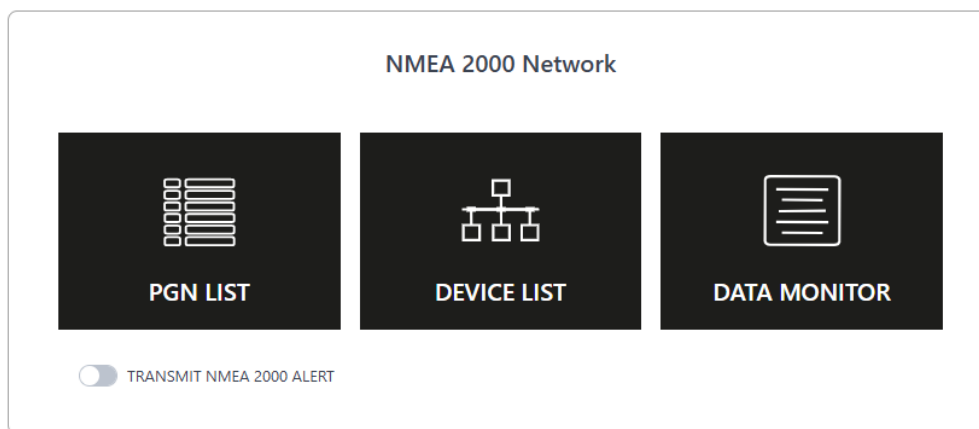 NMEA 2000 Network
PGN LIST
DEVICE LIST
DATA MONITOR
TRANSMIT NMEA 2000 ALERT